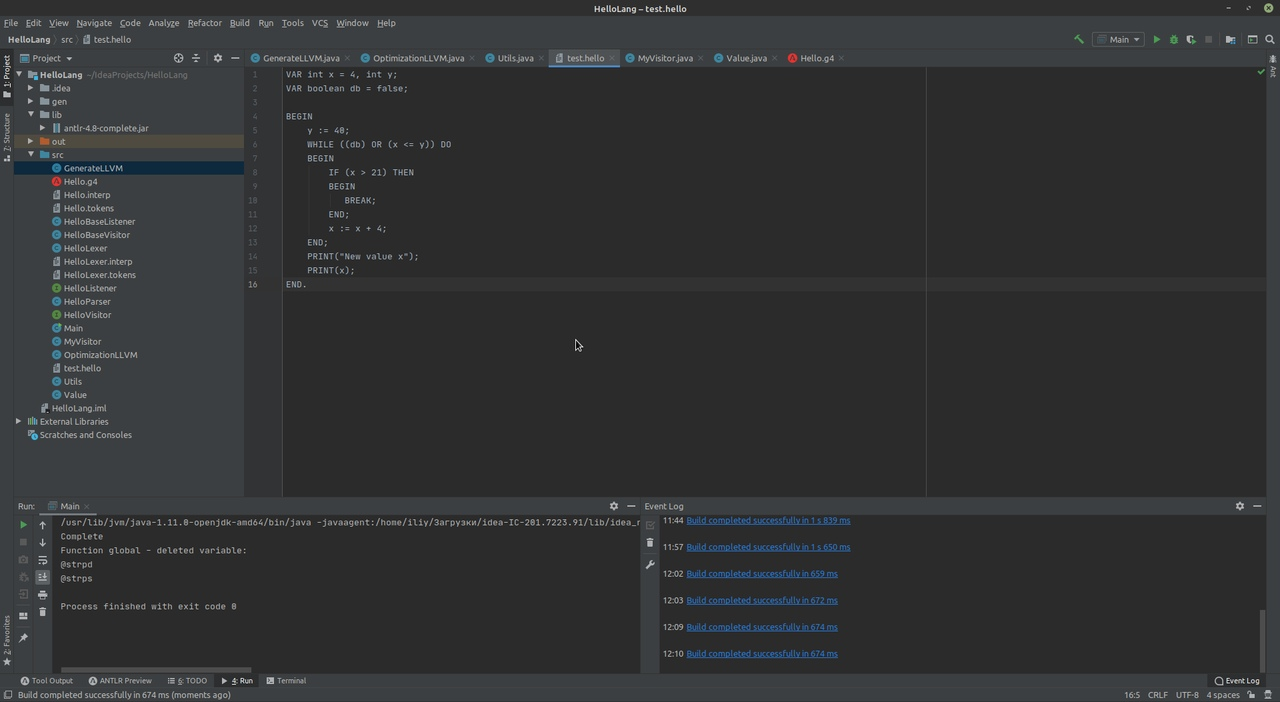 HelloLang – test.hello
File Edit View Navigate Code Analyze Refactor Build Run Tools VCS Window Help
HelloLang src test.hello Main
Project
GenerateLLVM.java OptimizationLLVM.java Utils.java test.hello MyVisitor.java Value.java Hello.g4
1: Project
Z: Structure
2: Favorites
Ant
HelloLang ~/IdeaProjects/HelloLang
.idea
gen
lib
antlr-4.8-complete.jar
out
src
GenerateLLVM
Hello.g4
Hello.interp
Hello.tokens
HelloBaseListener
HelloBaseVisitor
HelloLexer
HelloLexer.interp
HelloLexer.tokens
HelloListener
HelloParser
HelloVisitor
Main
MyVisitor
OptimizationLLVM
test.hello
Utils
Value
HelloLang.iml
External Libraries
Scratches and Consoles
1 VAR int x = 4, int y;
2 VAR boolean db = false;
3
4 BEGIN
5 y := 40;
6 WHILE ((db) OR (x <= y)) DO
7 BEGIN
8 IF (x > 21) THEN
9 BEGIN
10 BREAK;
11 END;
12 x := x + 4;
13 END;
14 PRINT("New value x");
15 PRINT(x);
16 END.
Run: Main
/usr/lib/jvm/java-1.11.0-openjdk-amd64/bin/java -javaagent:/home/iliy/Загрузки/idea-IC-201.7223.91/lib/idea_r
Complete
Function global - deleted variable:
@strpd
@strps
Process finished with exit code 0
Event Log
11:44 Build completed successfully in 1 s 839 ms
11:57 Build completed successfully in 1 s 650 ms
12:02 Build completed successfully in 659 ms
12:03 Build completed successfully in 672 ms
12:09 Build completed successfully in 674 ms
12:10 Build completed successfully in 674 ms
Tool Output ANTLR Preview 6: TODO 4: Run Terminal Event Log
Build completed successfully in 674 ms (moments ago) 16:5 CRLF UTF-8 4 spaces